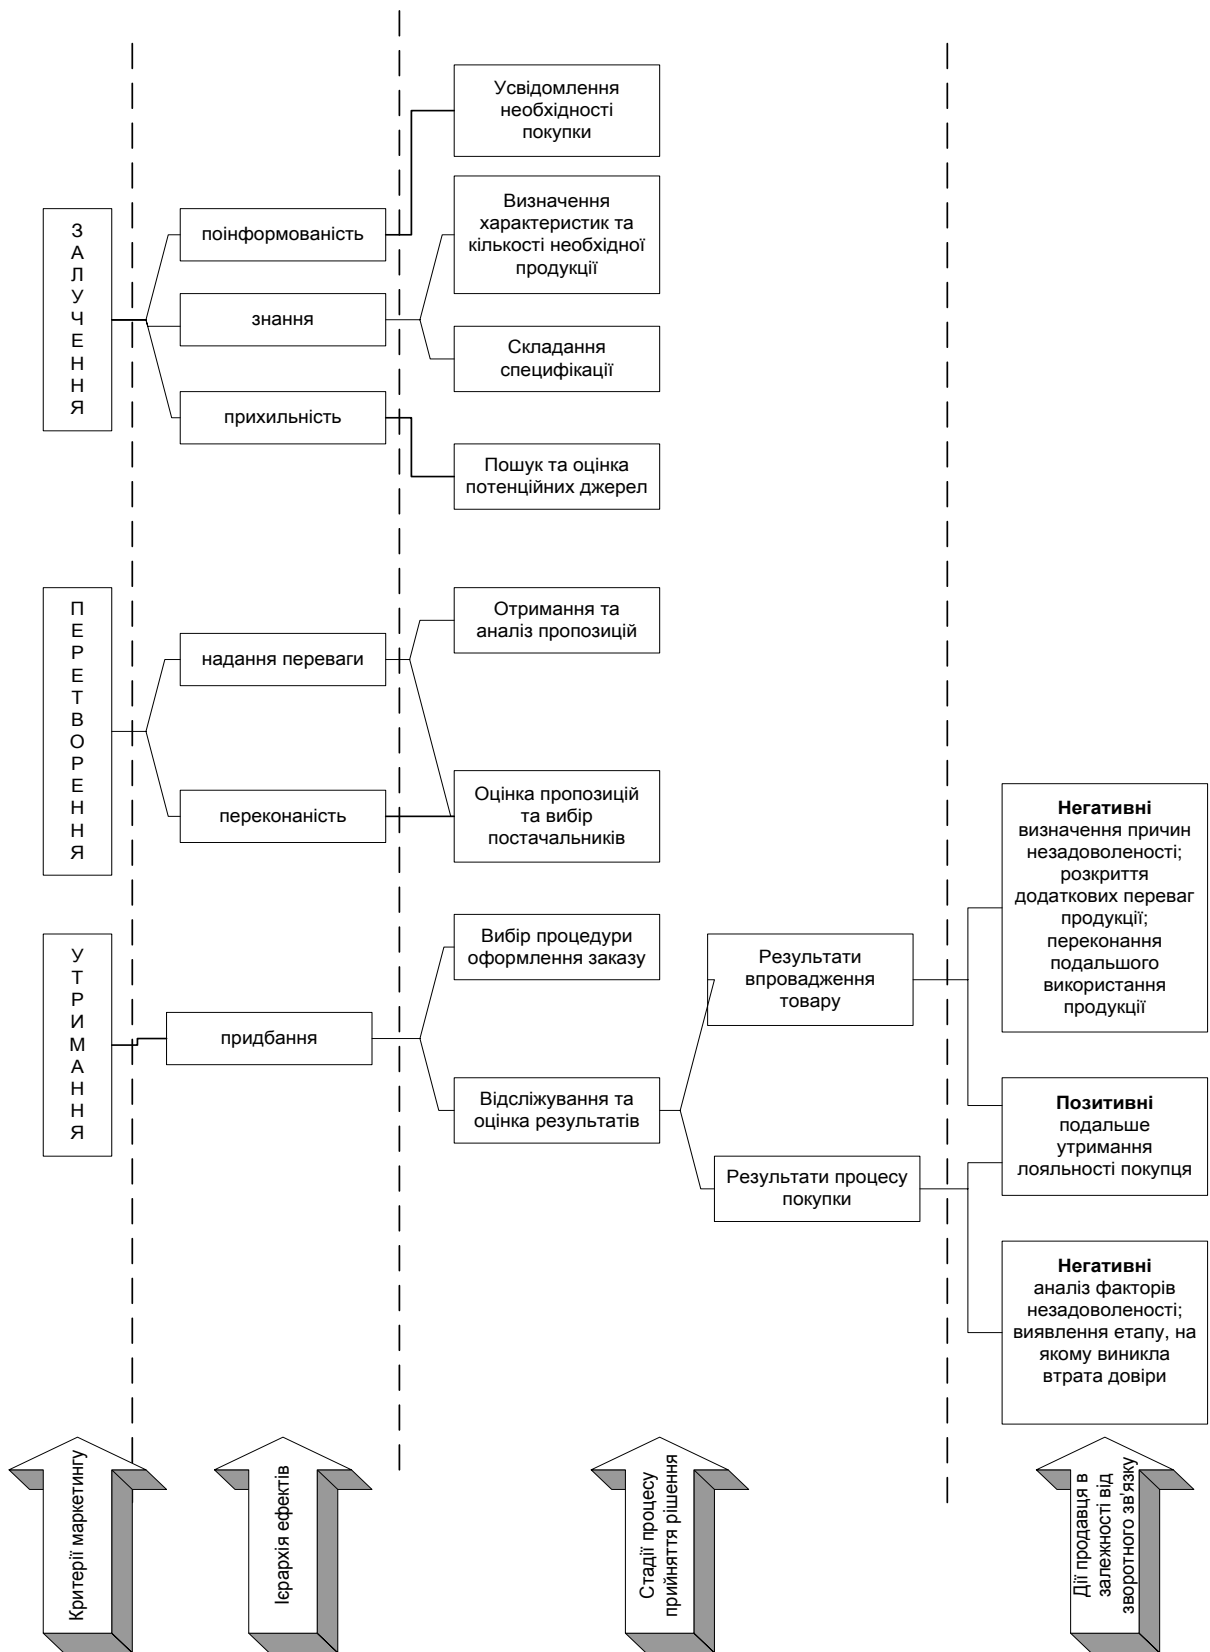 Усвідомлення
необхідності
покупки
Визначення
характеристик та
кількості необхідної
продукції
ЗАЛУЧЕННЯ
поінформованість
знання
Складання
специфікації
прихильність
Пошук та оцінка
потенційних джерел
ПЕРЕТВОРЕННЯ
Отримання та
аналіз пропозицій
надання переваги
переконаність
Оцінка пропозицій
та вибір
постачальників
Негативні
визначення причин
незадоволеності;
розкриття
додаткових переваг
продукції;
переконання
подальшого
використання
продукції
УТРИМАННЯ
Вибір процедури
оформлення заказу
Результати
впровадження
товару
придбання
Відсліжування та
оцінка результатів
Позитивні
подальше
утримання
лояльності покупця
Результати процесу
покупки
Негативні
аналіз факторів
незадоволеності;
виявлення етапу, на
якому виникла
втрата довіри
Критерії маркетингу
Ієрархія ефектів
Стадії процесу
прийняття рішення
Дії продавця в
залежності від
зворотного зв'язку